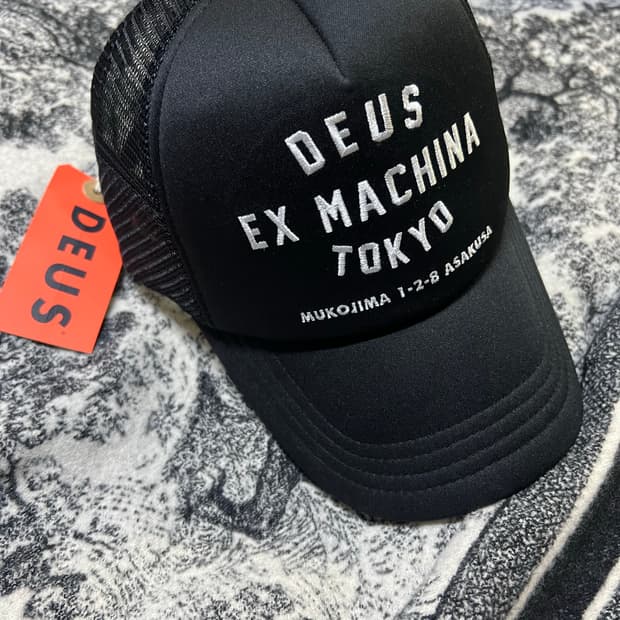 DEUS
EX MACHINA
TOKYO
MUKOJIMA 1-2-8 ASAKUSA
DEUS